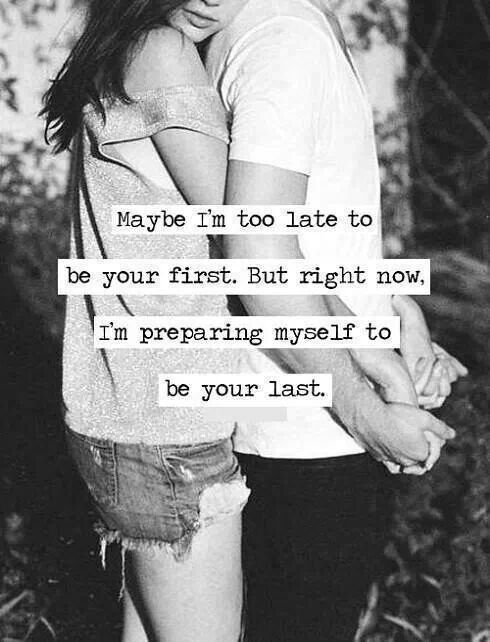 Maybe I'm too late to
be your first. But right now,
I'm preparing myself to
be your last.